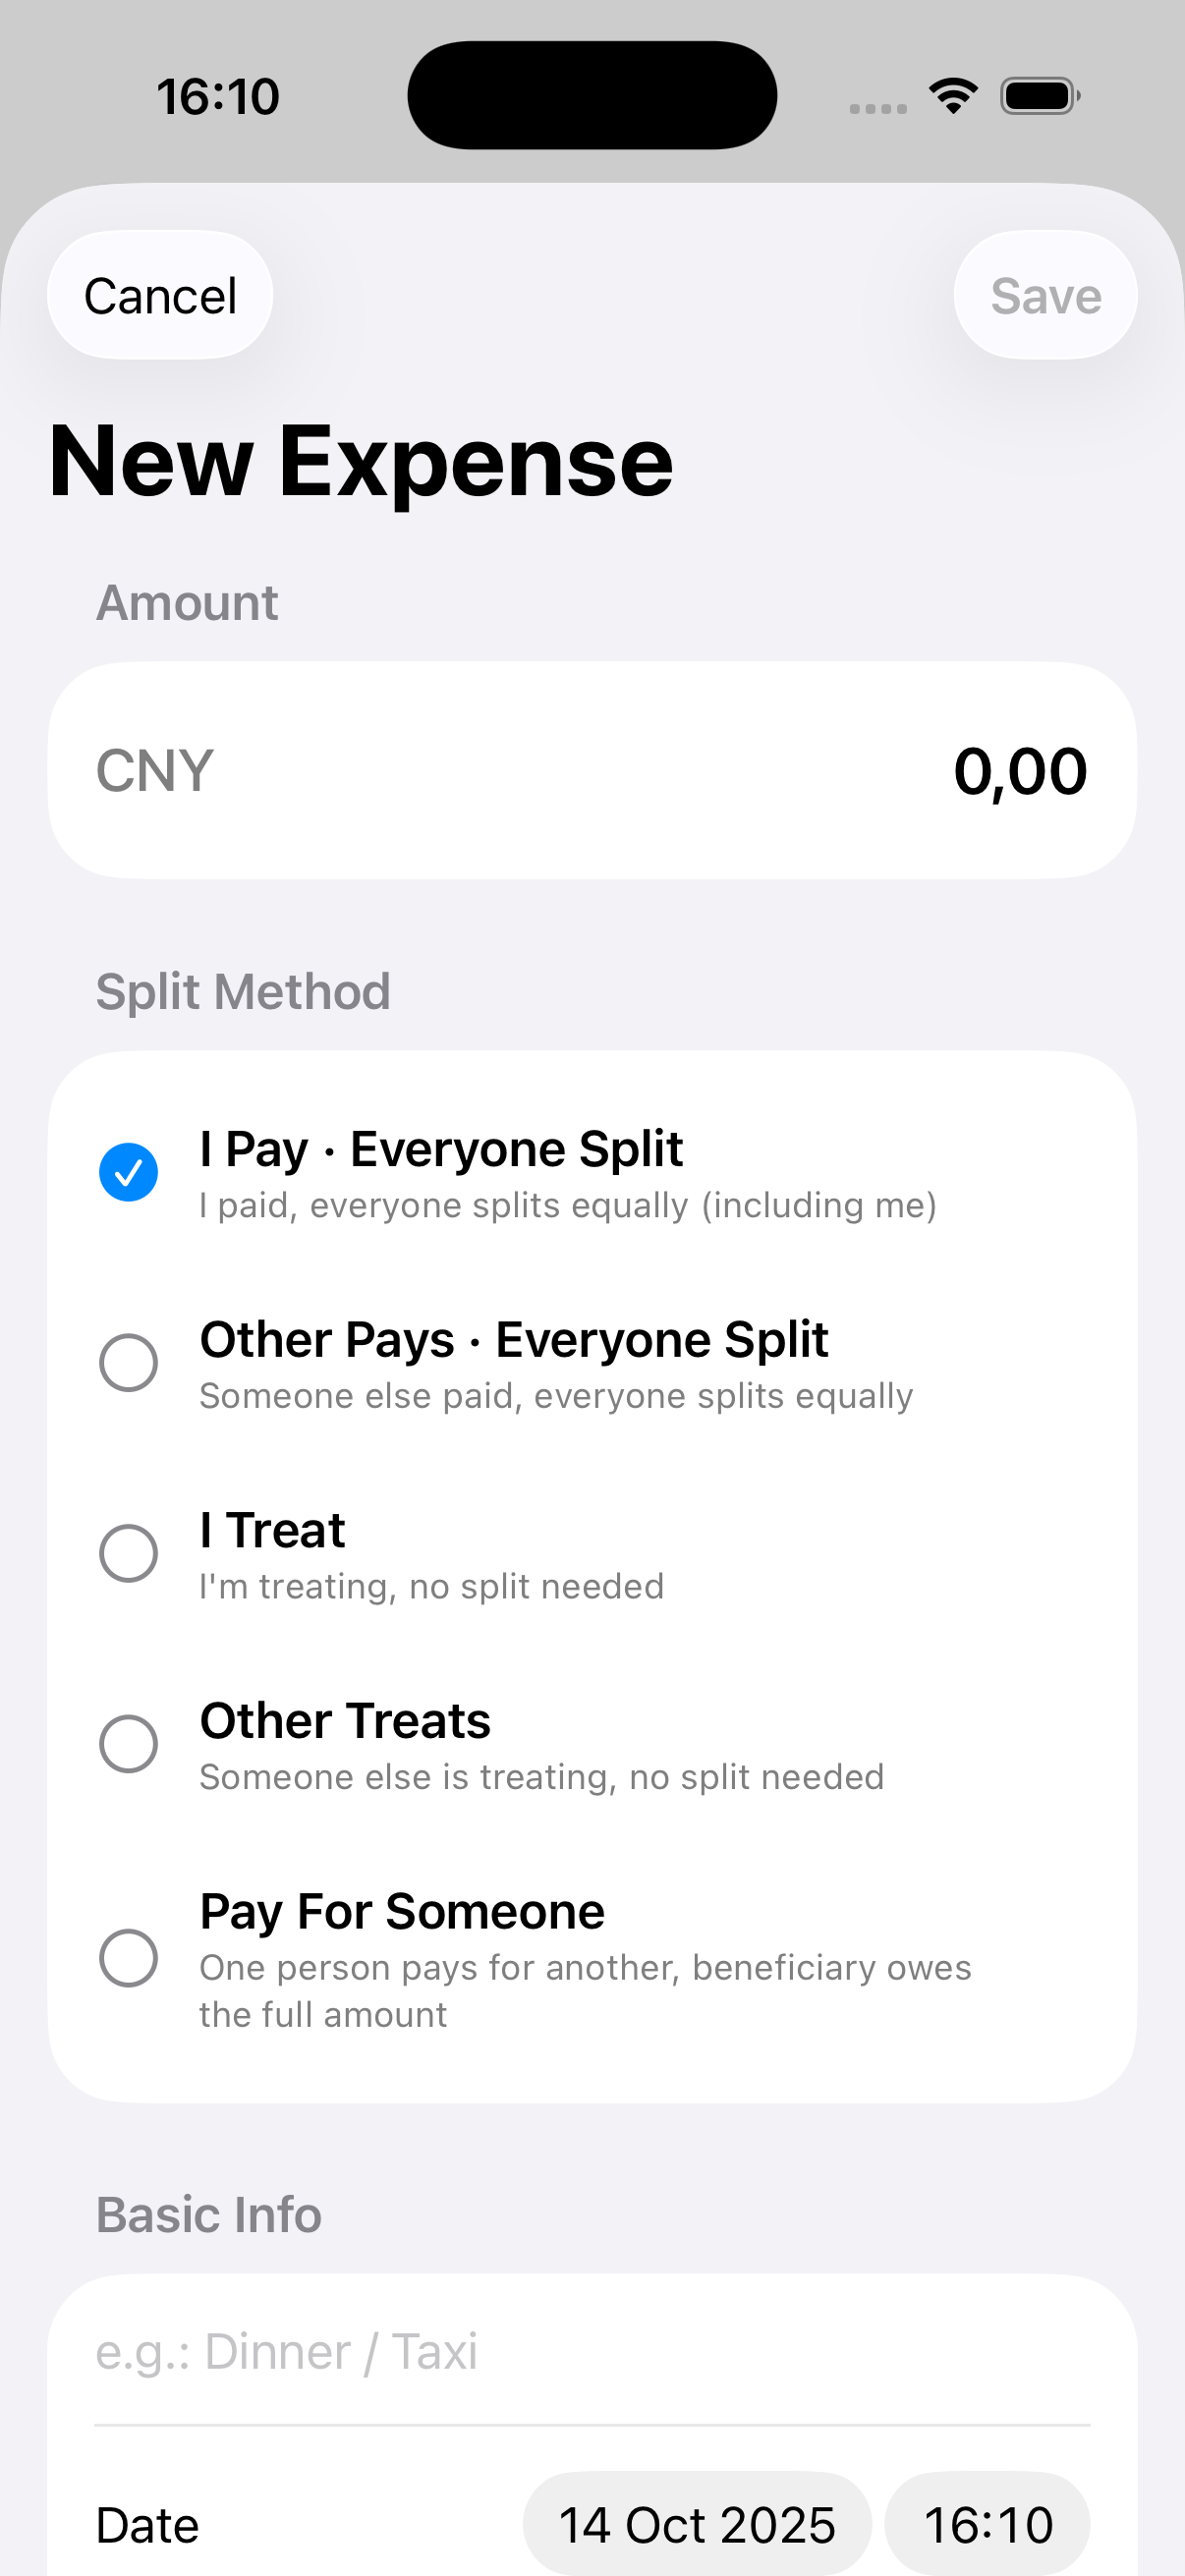 16:10
Cancel
Save
New Expense
Amount
CNY
0,00
Split Method
I Pay · Everyone Split
I paid, everyone splits equally (including me)
Other Pays · Everyone Split
Someone else paid, everyone splits equally
I Treat
I'm treating, no split needed
Other Treats
Someone else is treating, no split needed
Pay For Someone
One person pays for another, beneficiary owes
the full amount
Basic Info
e.g.: Dinner / Taxi
Date
14 Oct 2025
16:10